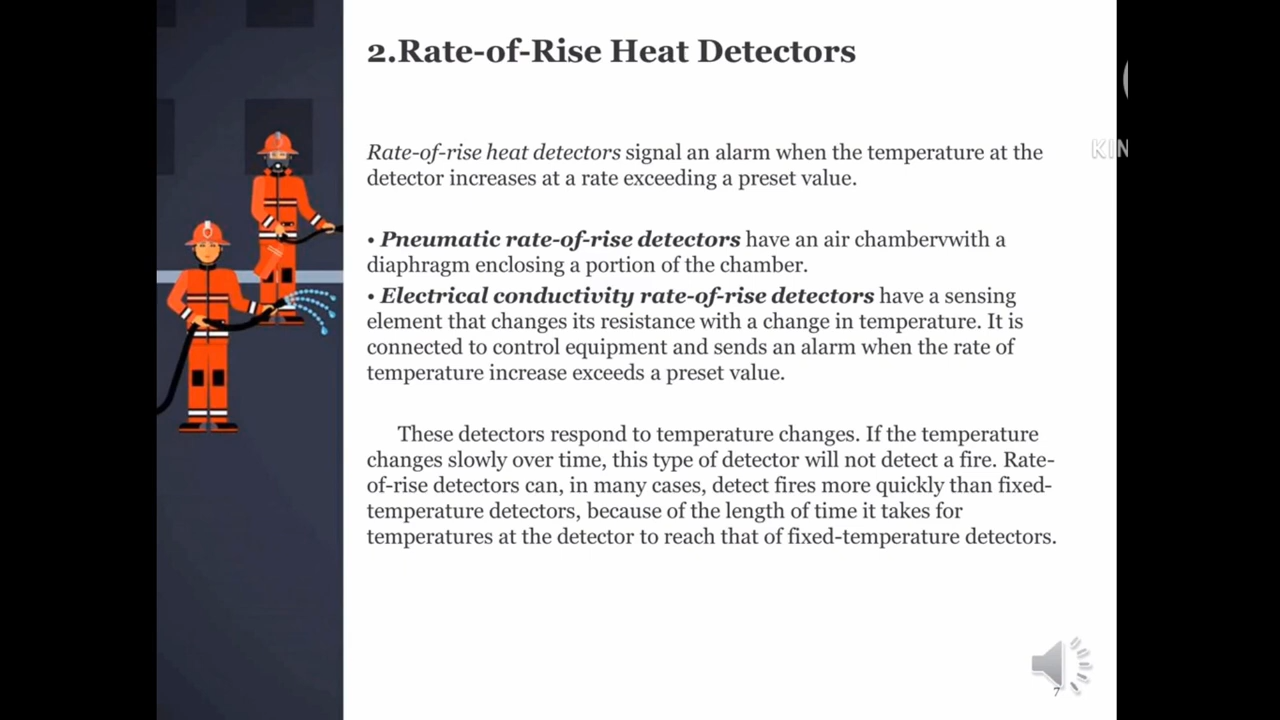 2.Rate-of-Rise Heat Detectors
Rate-of-rise heat detectors signal an alarm when the temperature at the
detector increases at a rate exceeding a preset value.
• Pneumatic rate-of-rise detectors have an air chambervwith a
diaphragm enclosing a portion of the chamber.
• Electrical conductivity rate-of-rise detectors have a sensing
element that changes its resistance with a change in temperature. It is
connected to control equipment and sends an alarm when the rate of
temperature increase exceeds a preset value.
These detectors respond to temperature changes. If the temperature
changes slowly over time, this type of detector will not detect a fire. Rate-
of-rise detectors can, in many cases, detect fires more quickly than fixed-
temperature detectors, because of the length of time it takes for
temperatures at the detector to reach that of fixed-temperature detectors.
KIN
7